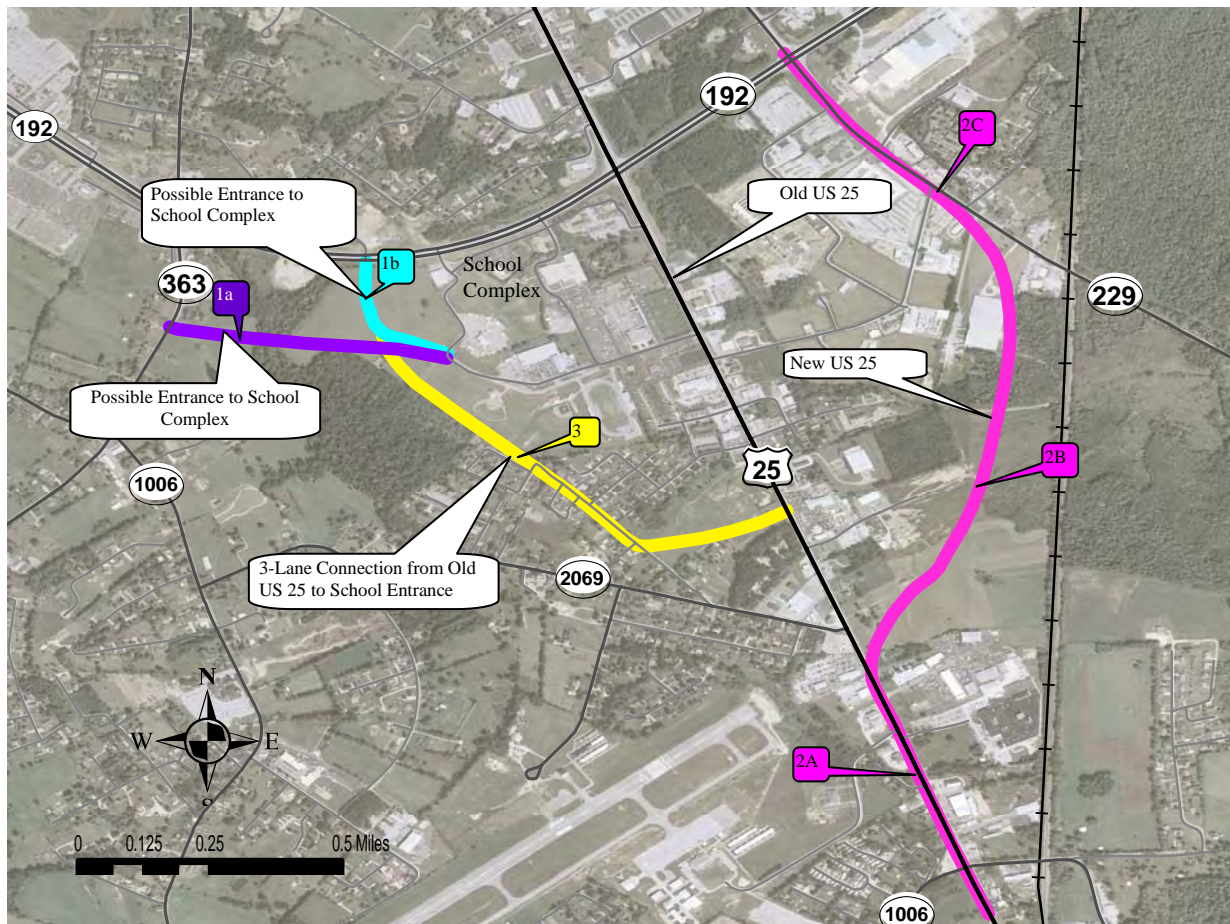 192
2C
192
Possible Entrance to
School Complex
Old US 25
1b
School
Complex
363
1a
229
New US 25
Possible Entrance to School
Complex
3
25
2B
1006
3-Lane Connection from Old
US 25 to School Entrance
2069
N
W
E
S
2A
0
0.125
0.25
0.5 Miles
1006